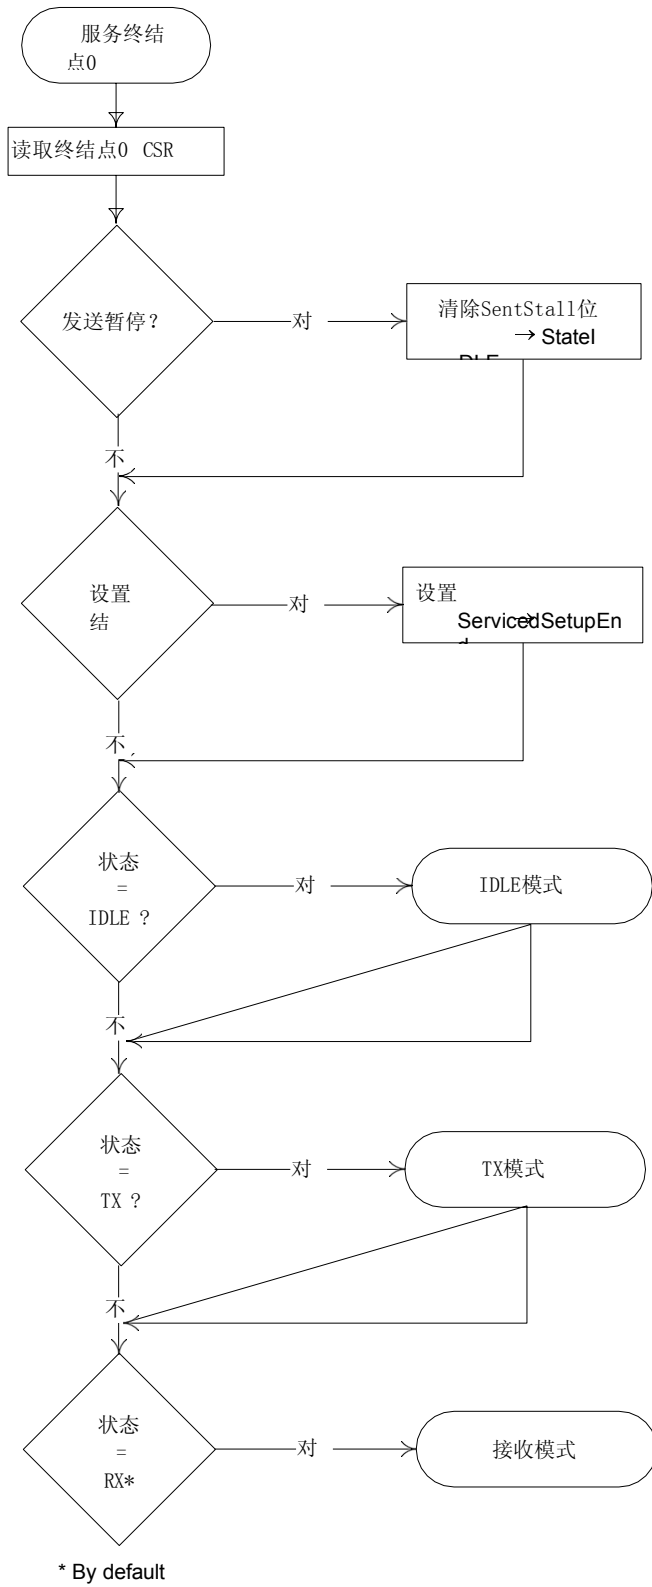 服务终结
点0
读取终结点0 CSR
发送暂停?
对
清除SentStall位
→ StateI
不
设置
结
对
设置
ServicedSetupEn
不
状态
=
IDLE ?
对
IDLE模式
不
状态
=
TX ?
对
TX模式
不
状态
=
RX*
对
接收模式
* By default